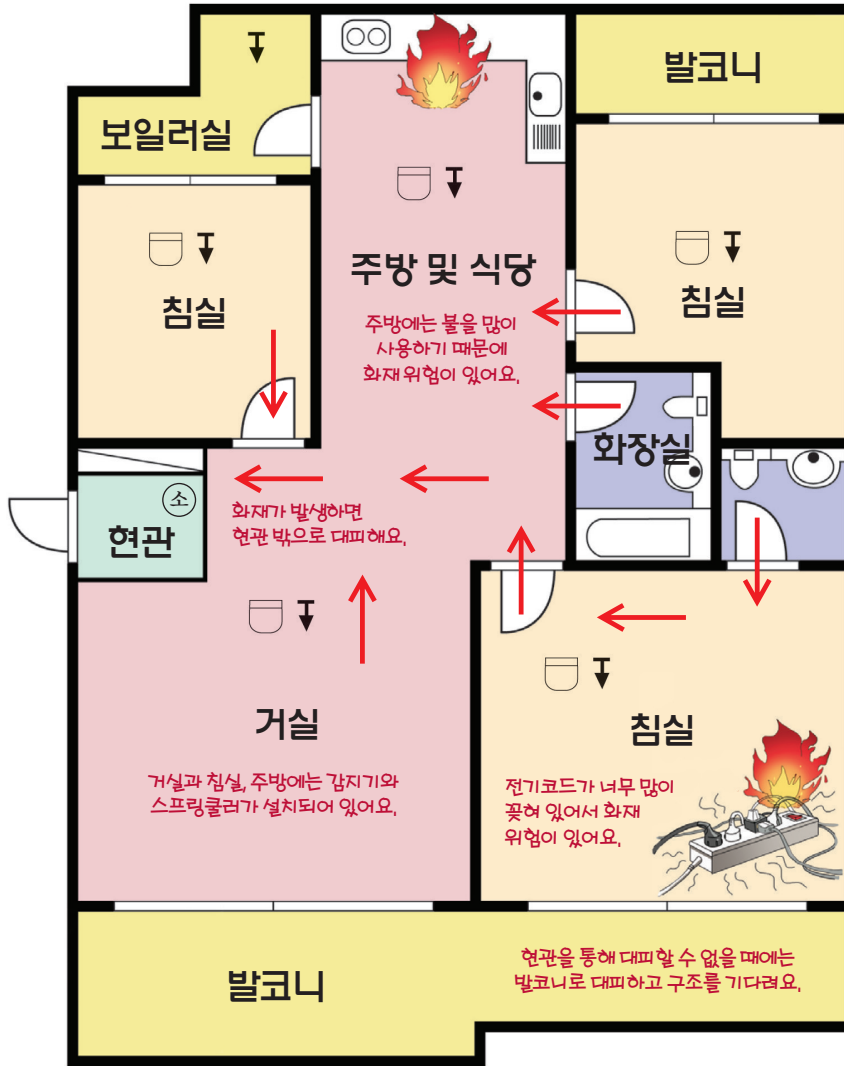 발코니
보일러실
침실
주방 및 식당
침실
주방에는 불을 많이
사용하기 때문에
화재위험이 있어요.
화장실
소
현관
화재가 발생하면
현관 밖으로 대피해요.
거실
침실
거실과 침실, 주방에는 감지기와
스프링쿨러가 설치되어 있어요.
전기코드가 너무 많이
꽂혀 있어서 화재
위험이 있어요.
발코니
현관을 통해 대피할 수 없을 때에는
발코니로 대피하고 구조를 기다려요.